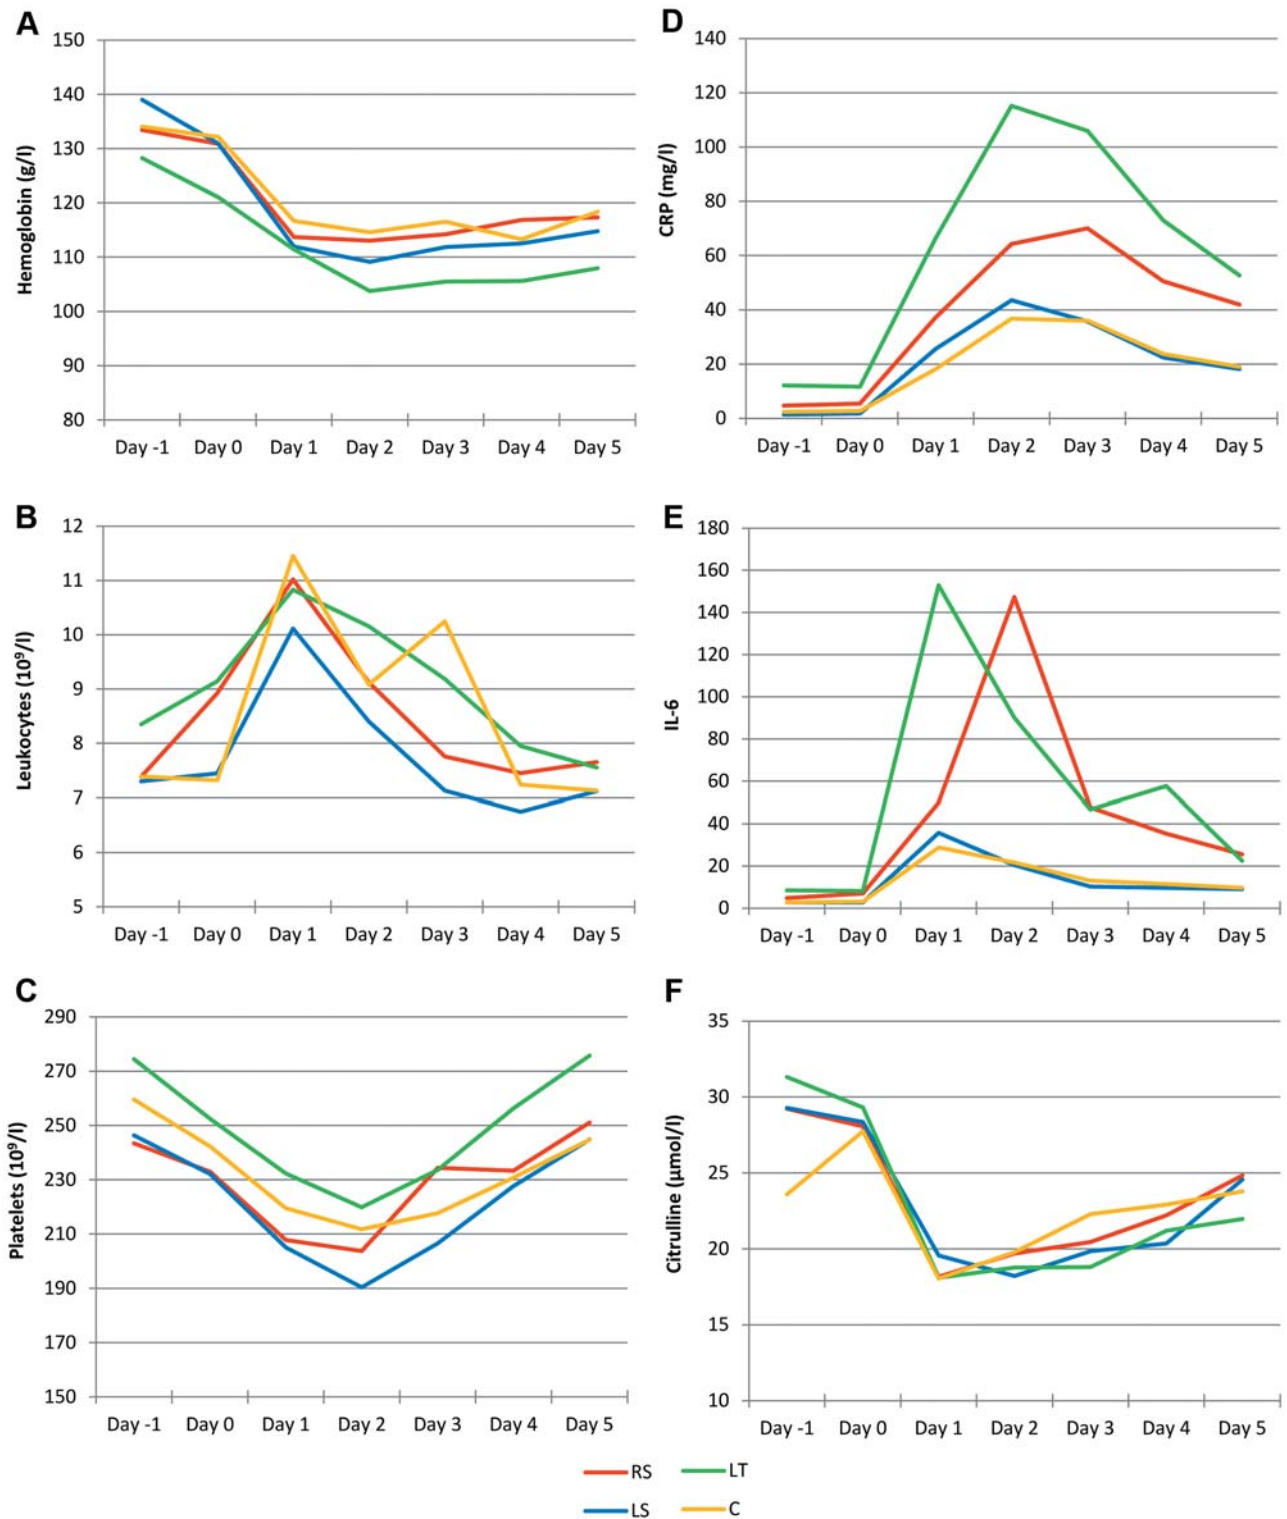 A
150
140
130
120
110
100
90
80
Hemoglobin (g/l)
Day -1 Day 0 Day 1 Day 2 Day 3 Day 4 Day 5
D
140
120
100
80
60
40
20
0
CRP (mg/l)
Day -1 Day 0 Day 1 Day 2 Day 3 Day 4 Day 5
B
12
11
10
9
8
7
6
5
Leukocytes (10⁹/l)
Day -1 Day 0 Day 1 Day 2 Day 3 Day 4 Day 5
E
180
160
140
120
100
80
60
40
20
0
IL-6
Day -1 Day 0 Day 1 Day 2 Day 3 Day 4 Day 5
C
290
270
250
230
210
190
170
150
Platelets (10⁹/l)
Day -1 Day 0 Day 1 Day 2 Day 3 Day 4 Day 5
F
35
30
25
20
15
10
Citrulline (µmol/l)
Day -1 Day 0 Day 1 Day 2 Day 3 Day 4 Day 5
RS LT
LS C